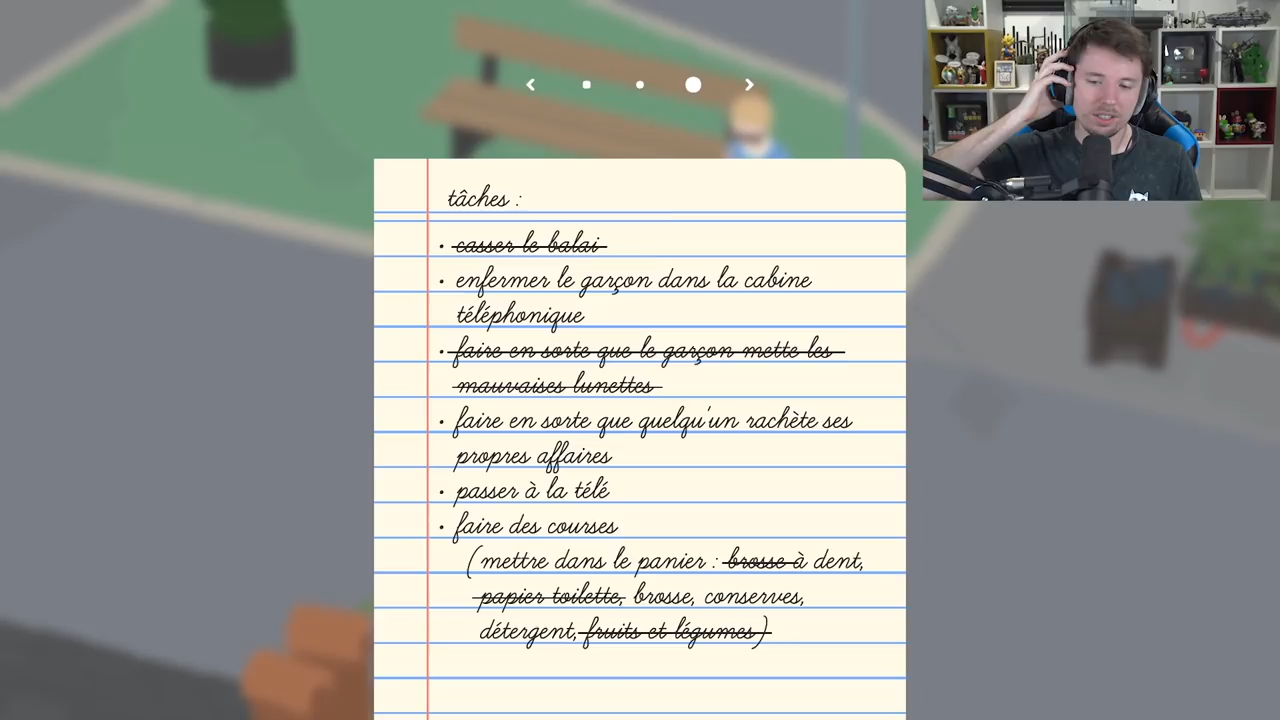 tâches :
• casser le balai
• enfermer le garçon dans la cabine
téléphonique
• faire en sorte que le garçon mette les
mauvaises lunettes
• faire en sorte que quelqu'un rachète ses
propres affaires
• passer à la télé
• faire des courses
(mettre dans le panier : brosse à dent,
papier toilette, brosse, conserves,
détergent, fruits et légumes)